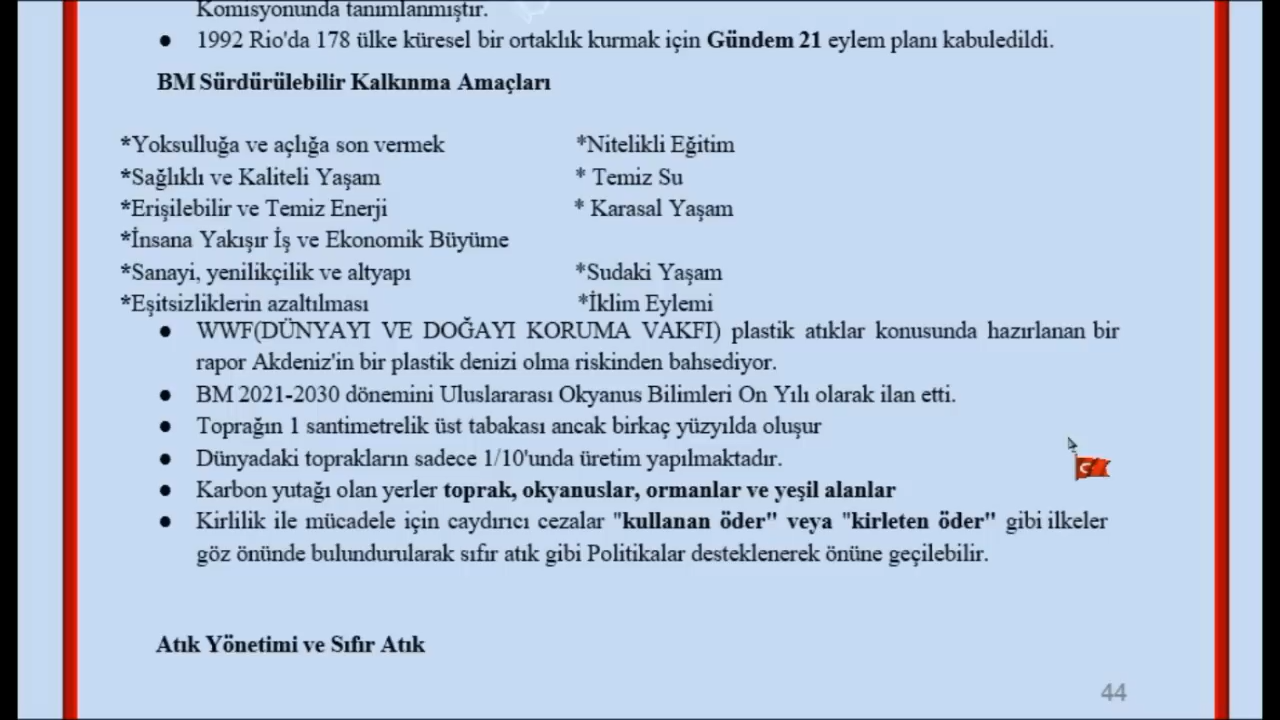 Komisyonunda tanımlanmıştır.
● 1992 Rio'da 178 ülke küresel bir ortaklık kurmak için Gündem 21 eylem planı kabuledildi.
BM Sürdürülebilir Kalkınma Amaçları
*Yoksulluğa ve açlığa son vermek *Nitelikli Eğitim
*Sağlıklı ve Kaliteli Yaşam * Temiz Su
*Erişilebilir ve Temiz Enerji * Karasal Yaşam
*İnsana Yakışır İş ve Ekonomik Büyüme
*Sanayi, yenilikçilik ve altyapı *Sudaki Yaşam
*Eşitsizliklerin azaltılması *İklim Eylemi
● WWF(DÜNYAYI VE DOĞAYI KORUMA VAKFI) plastik atıklar konusunda hazırlanan bir
rapor Akdeniz'in bir plastik denizi olma riskinden bahsediyor.
● BM 2021-2030 dönemini Uluslararası Okyanus Bilimleri On Yılı olarak ilan etti.
● Toprağın 1 santimetrelik üst tabakası ancak birkaç yüzyılda oluşur
● Dünyadaki toprakların sadece 1/10'unda üretim yapılmaktadır.
● Karbon yutağı olan yerler toprak, okyanuslar, ormanlar ve yeşil alanlar
● Kirlilik ile mücadele için caydırıcı cezalar "kullanan öder" veya "kirleten öder" gibi ilkeler
göz önünde bulundurularak sıfır atık gibi Politikalar desteklenerek önüne geçilebilir.
Atık Yönetimi ve Sıfır Atık
44